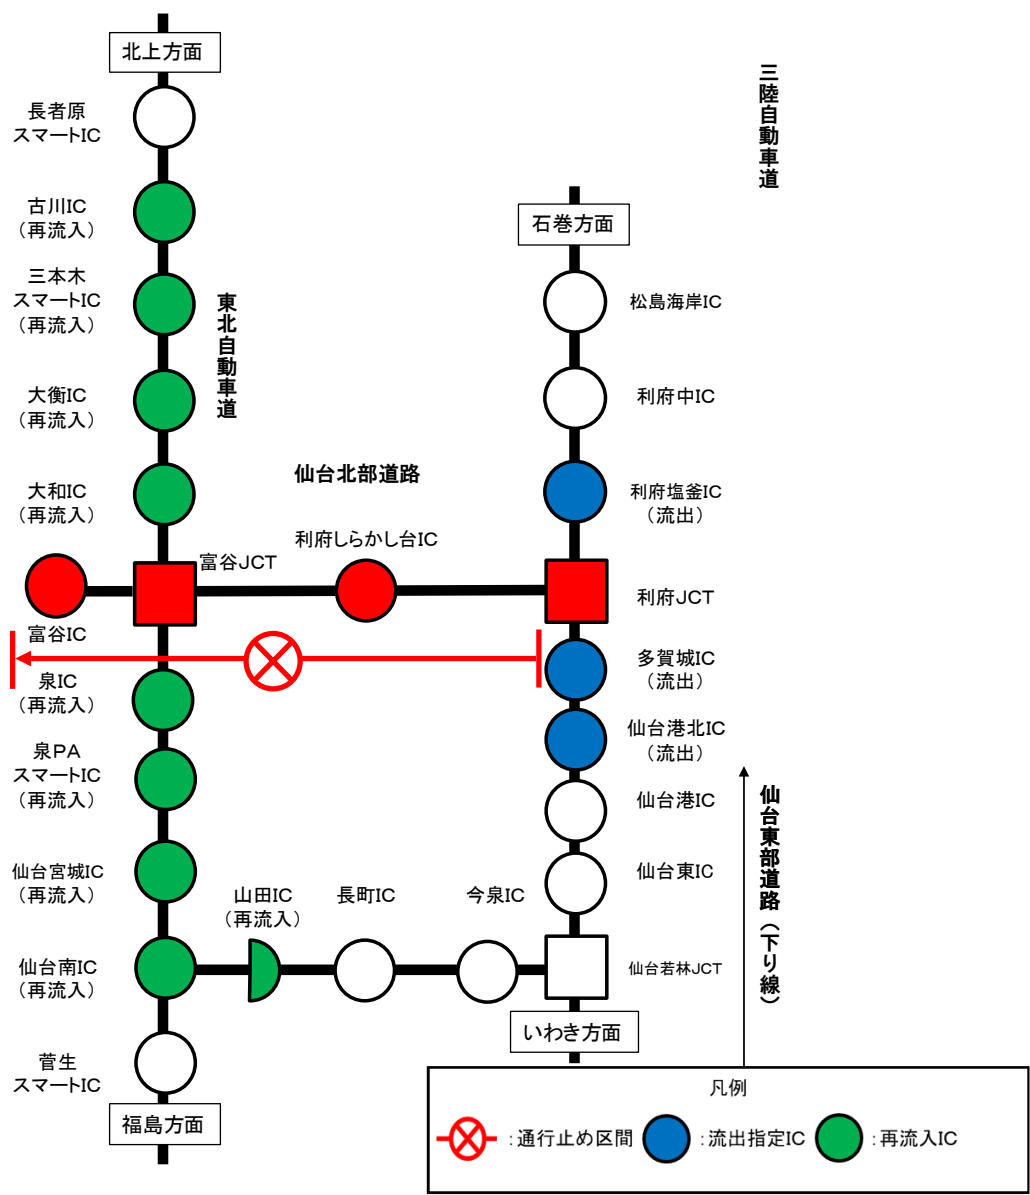 北上方面
長者原
スマートIC
古川IC
（再流入）
三本木
スマートIC
（再流入）
大衡IC
（再流入）
大和IC
（再流入）
東北自動車道
富谷JCT
富谷IC
泉IC
（再流入）
泉PA
スマートIC
（再流入）
仙台宮城IC
（再流入）
仙台南IC
（再流入）
菅生
スマートIC
福島方面
仙台北部道路
利府しらかし台IC
山田IC
（再流入）
長町IC
今泉IC
三陸自動車道
石巻方面
松島海岸IC
利府中IC
利府塩釜IC
（流出）
利府JCT
多賀城IC
（流出）
仙台港北IC
（流出）
仙台港IC
仙台東IC
仙台若林JCT
いわき方面
仙台東部道路（下り線）
凡例
：通行止め区間
：流出指定IC
：再流入IC